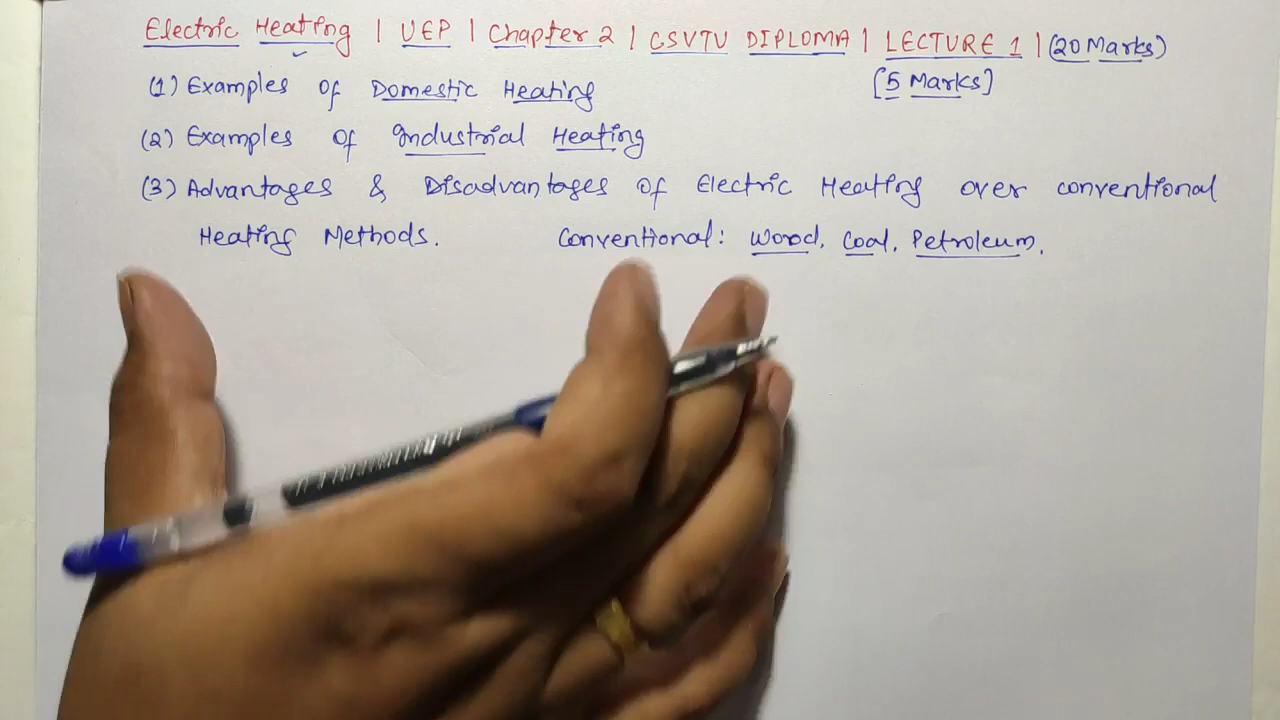 Electric Heating | UEP | Chapter 2 | CSVTU DIPLOMA | LECTURE 1 | (20 Marks)
(1) Examples of Domestic Heating [5 Marks]
(2) Examples of Industrial Heating
(3) Advantages & Disadvantages of Electric Heating over conventional
Heating Methods. Conventional: Wood, Coal, Petroleum.